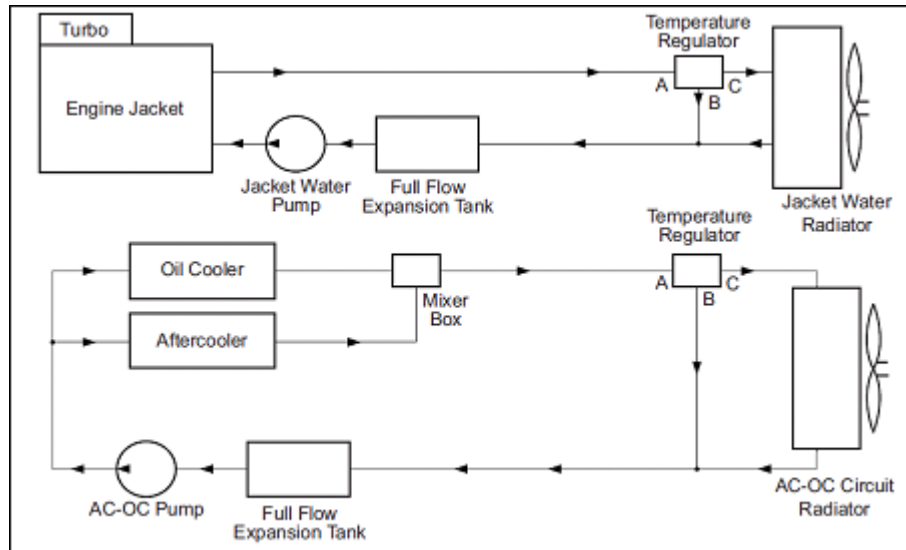 Turbo
Engine Jacket
Temperature
Regulator
A
B
C
Jacket Water
Pump
Full Flow
Expansion Tank
Jacket Water
Radiator
Temperature
Regulator
Oil Cooler
A
B
C
Mixer
Box
Aftercooler
AC-OC Pump
Full Flow
Expansion Tank
AC-OC Circuit
Radiator